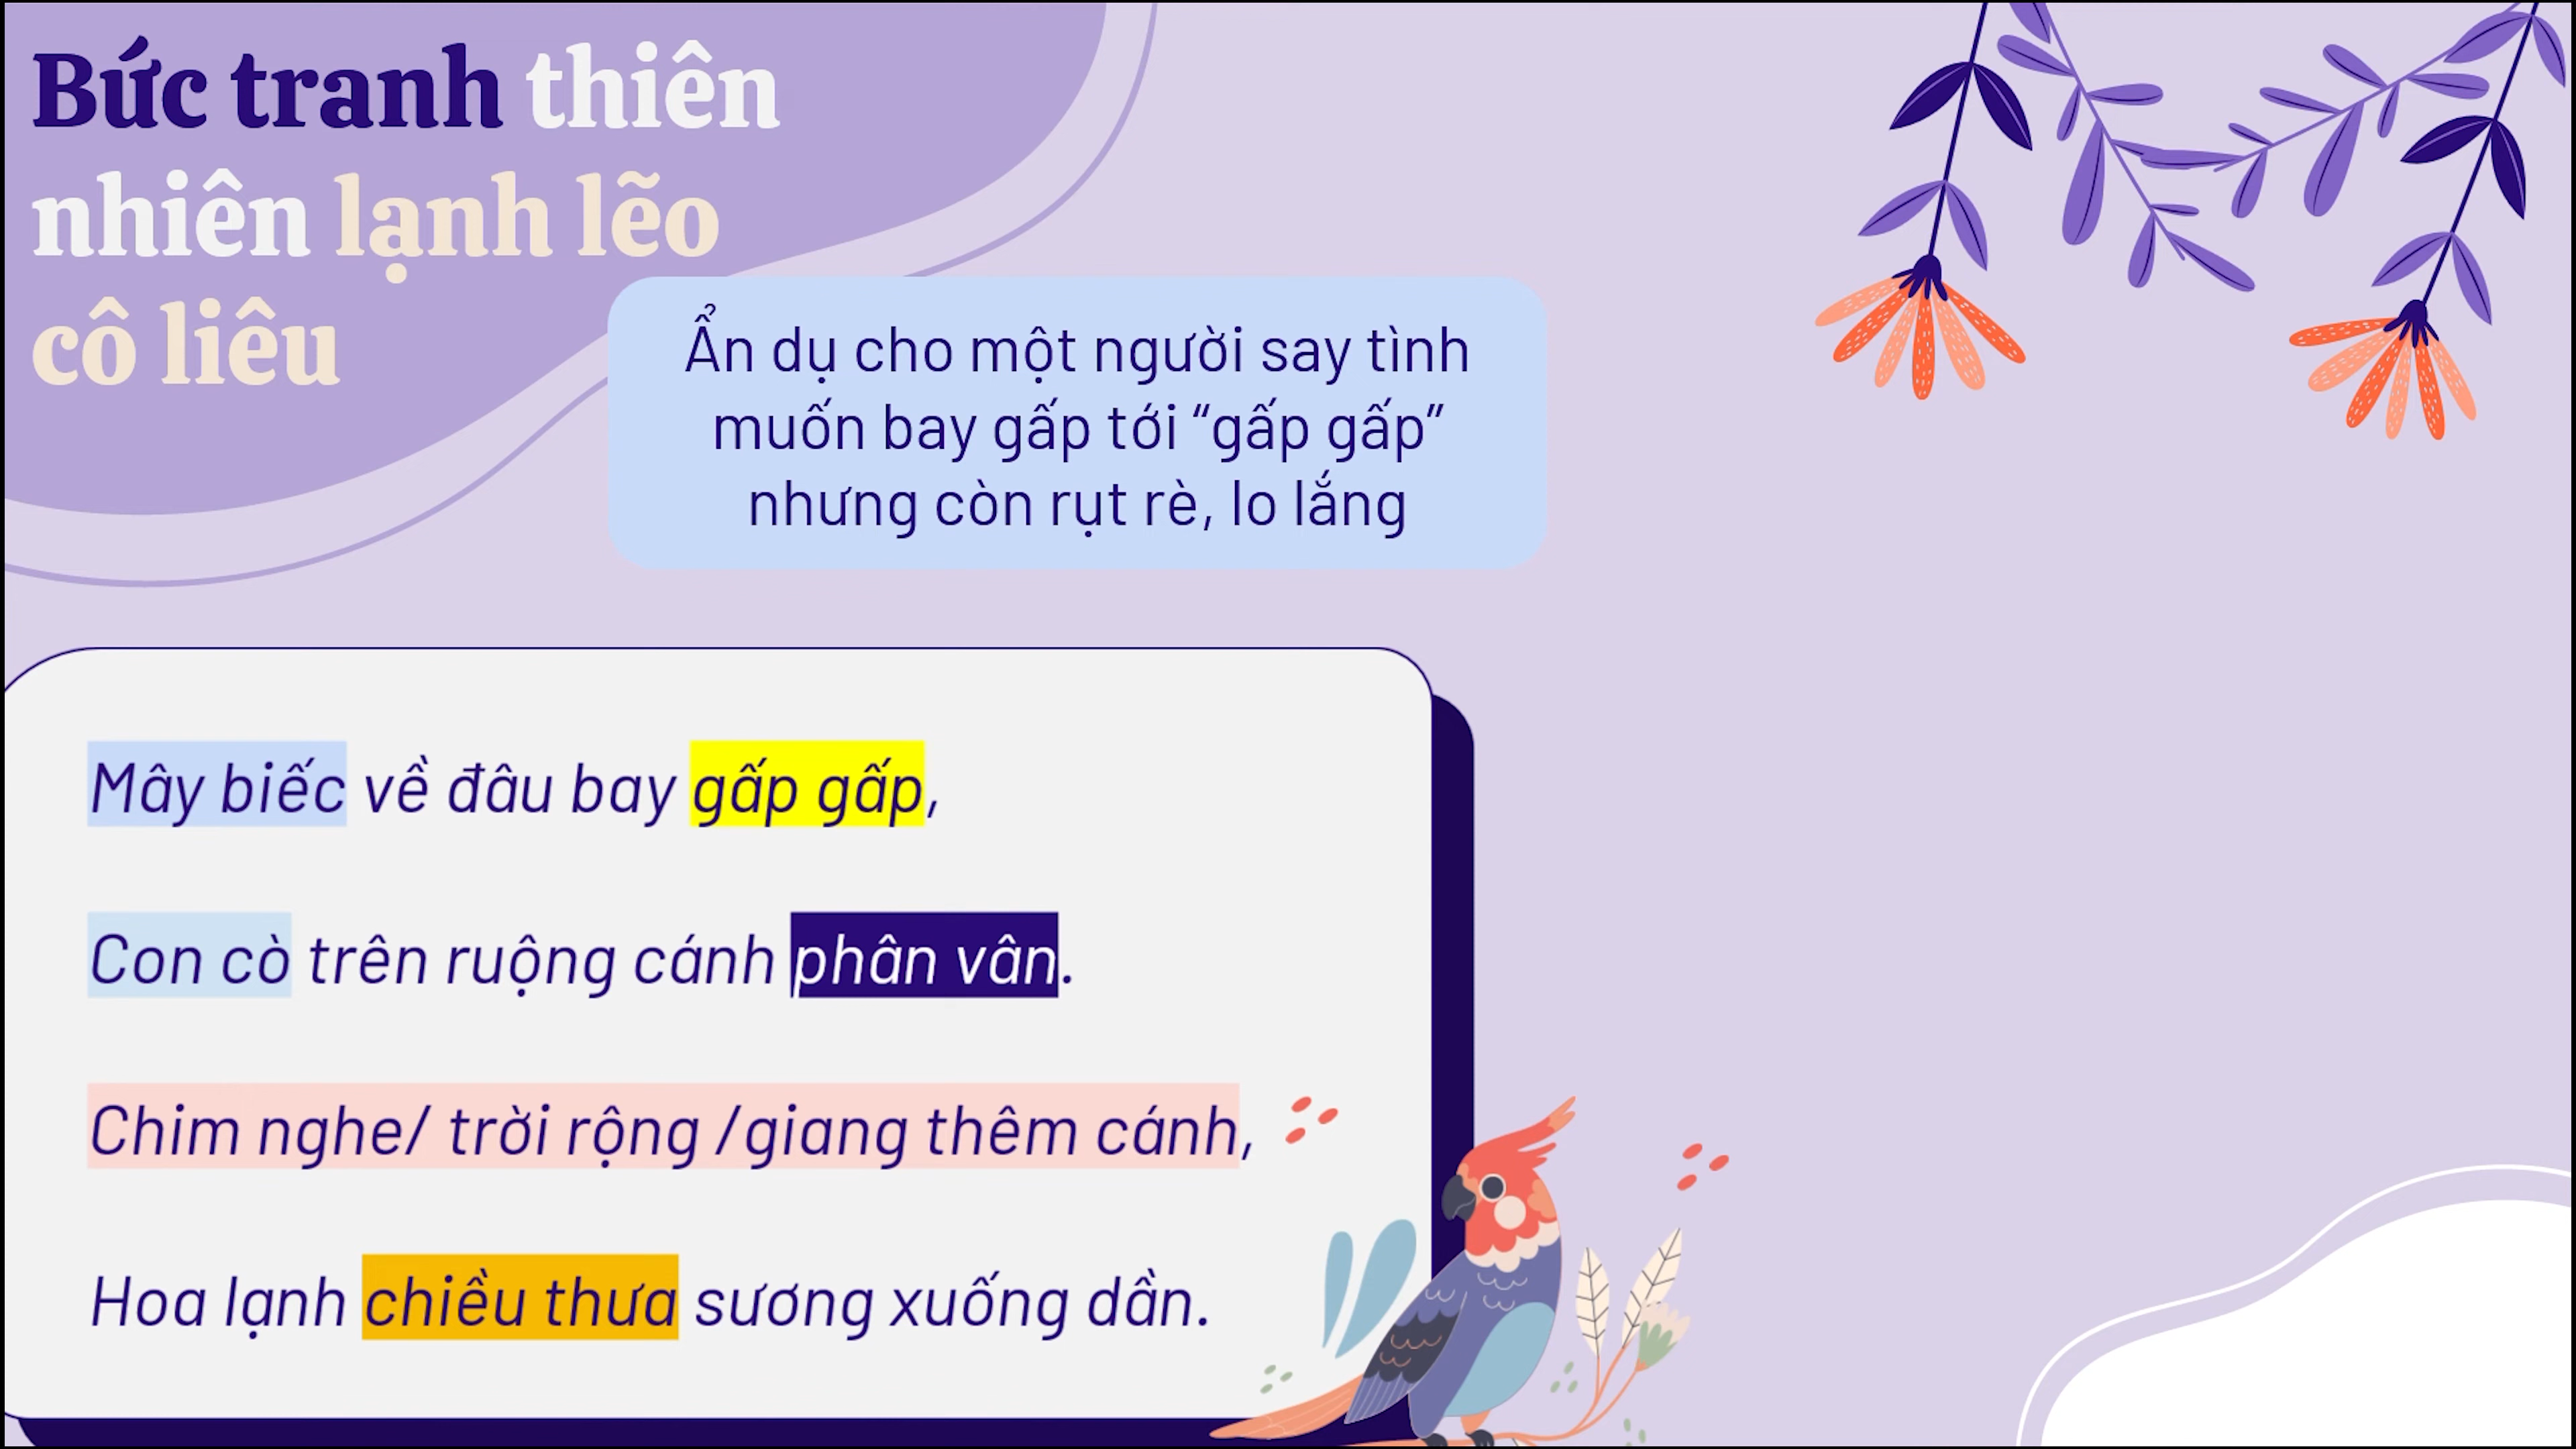 Bức tranh thiên
nhiên lạnh lẽo
cô liêu
Ẩn dụ cho một người say tình
muốn bay gấp tới “gấp gấp”
nhưng còn rụt rè, lo lắng
Mây biếc về đâu bay gấp gấp,
Con cò trên ruộng cánh phân vân.
Chim nghe/ trời rộng /giang thêm cánh,
Hoa lạnh chiều thưa sương xuống dần.